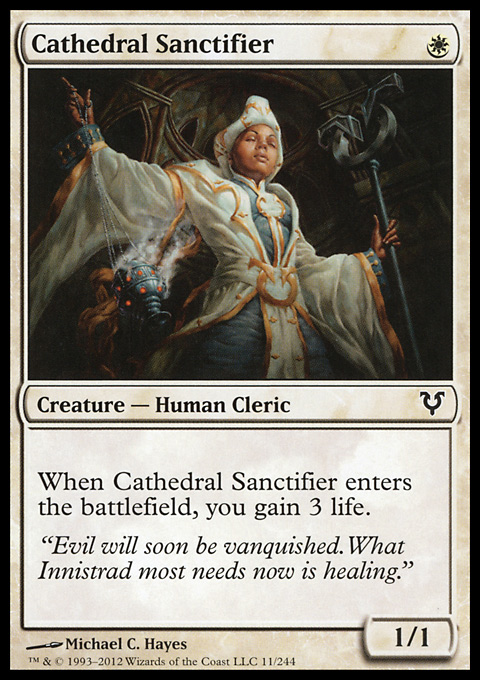 Cathedral Sanctifier
Creature — Human Cleric
When Cathedral Sanctifier enters
the battlefield, you gain 3 life.
“Evil will soon be vanquished. What
Innistrad most needs now is healing.”
Michael C. Hayes
1/1
™ & © 1993–2012 Wizards of the Coast LLC 11/244